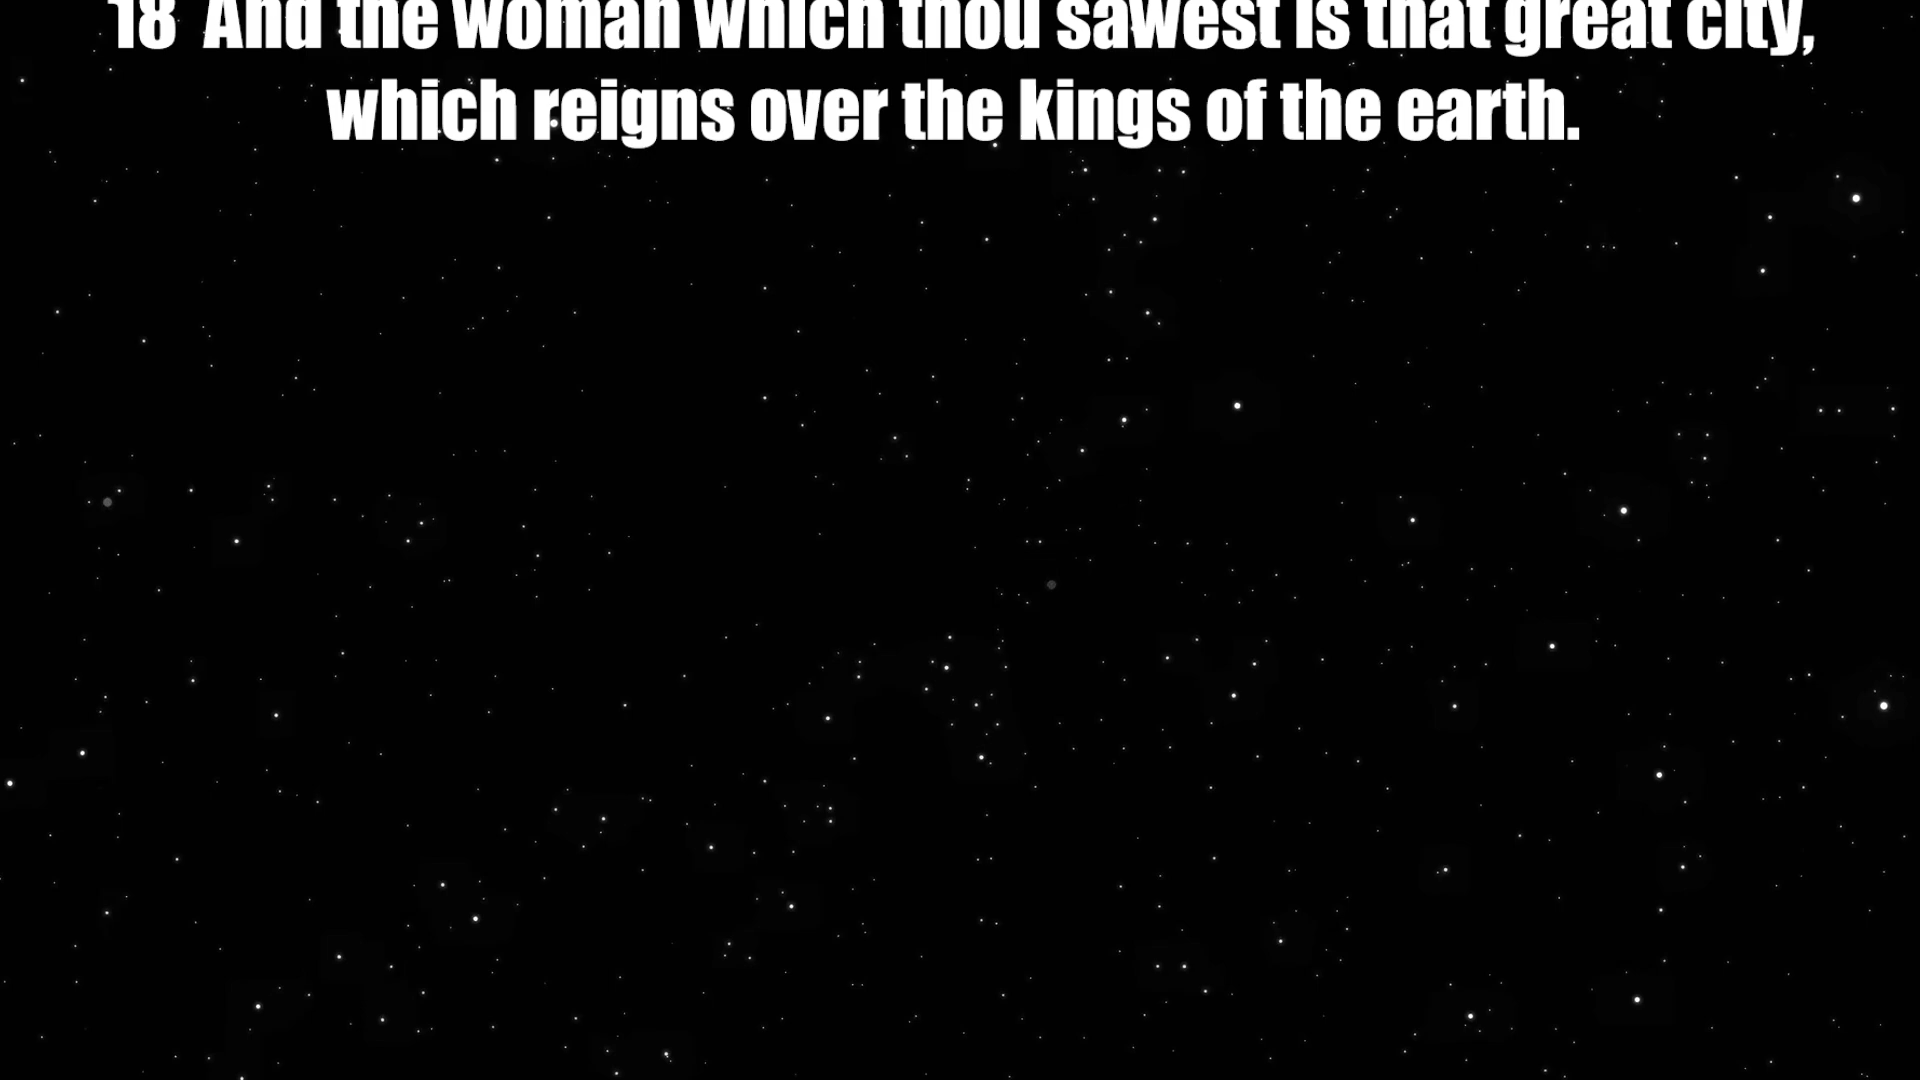 18 And the woman which thou sawest is that great city,
which reigns over the kings of the earth.